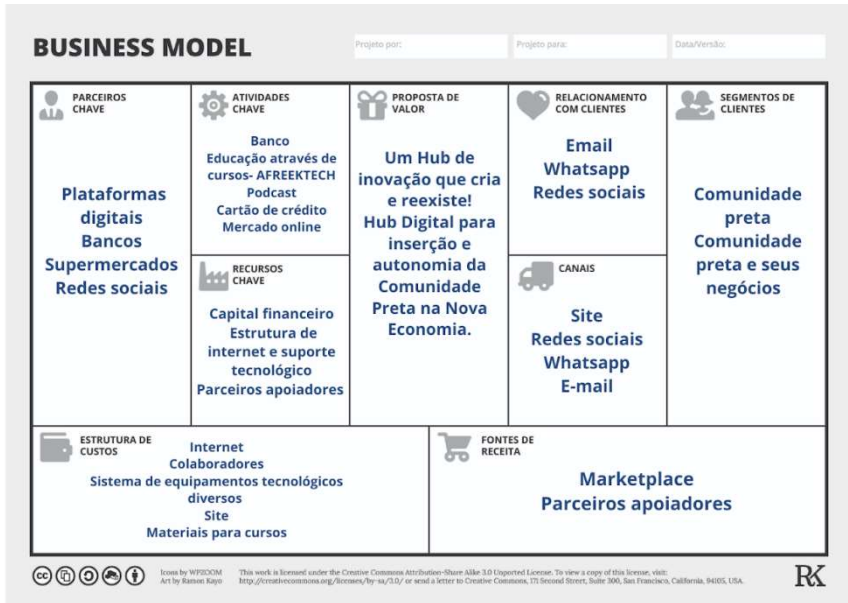 BUSINESS MODEL
Projeto por:
Projeto para:
Data/Versão:
PARCEIROS
CHAVE
Plataformas
digitais
Bancos
Supermercados
Redes sociais
ATIVIDADES
CHAVE
Banco
Educação através de
cursos- AFREEKTECH
Podcast
Cartão de crédito
Mercado online
RECURSOS
CHAVE
Capital financeiro
Estrutura de
internet e suporte
tecnológico
Parceiros apoiadores
PROPOSTA DE
VALOR
Um Hub de
inovação que cria
e reexiste!
Hub Digital para
inserção e
autonomia da
Comunidade
Preta na Nova
Economia.
RELACIONAMENTO
COM CLIENTES
Email
Whatsapp
Redes sociais
CANAIS
Site
Redes sociais
Whatsapp
E-mail
SEGMENTOS DE
CLIENTES
Comunidade
preta
Comunidade
preta e seus
negócios
ESTRUTURA DE
CUSTOS
Internet
Colaboradores
Sistema de equipamentos tecnológicos
diversos
Site
Materiais para cursos
FONTES DE
RECEITA
Marketplace
Parceiros apoiadores
cc
Icons by WPZOOM
Art by Ramon Kayo
This work is licensed under the Creative Commons Attribution-Share Alike 3.0 Unported License. To view a copy of this license, visit:
http://creativecommons.org/licenses/by-sa/3.0/ or send a letter to Creative Commons, 171 Second Street, Suite 300, San Francisco, California, 94105, USA.
RK